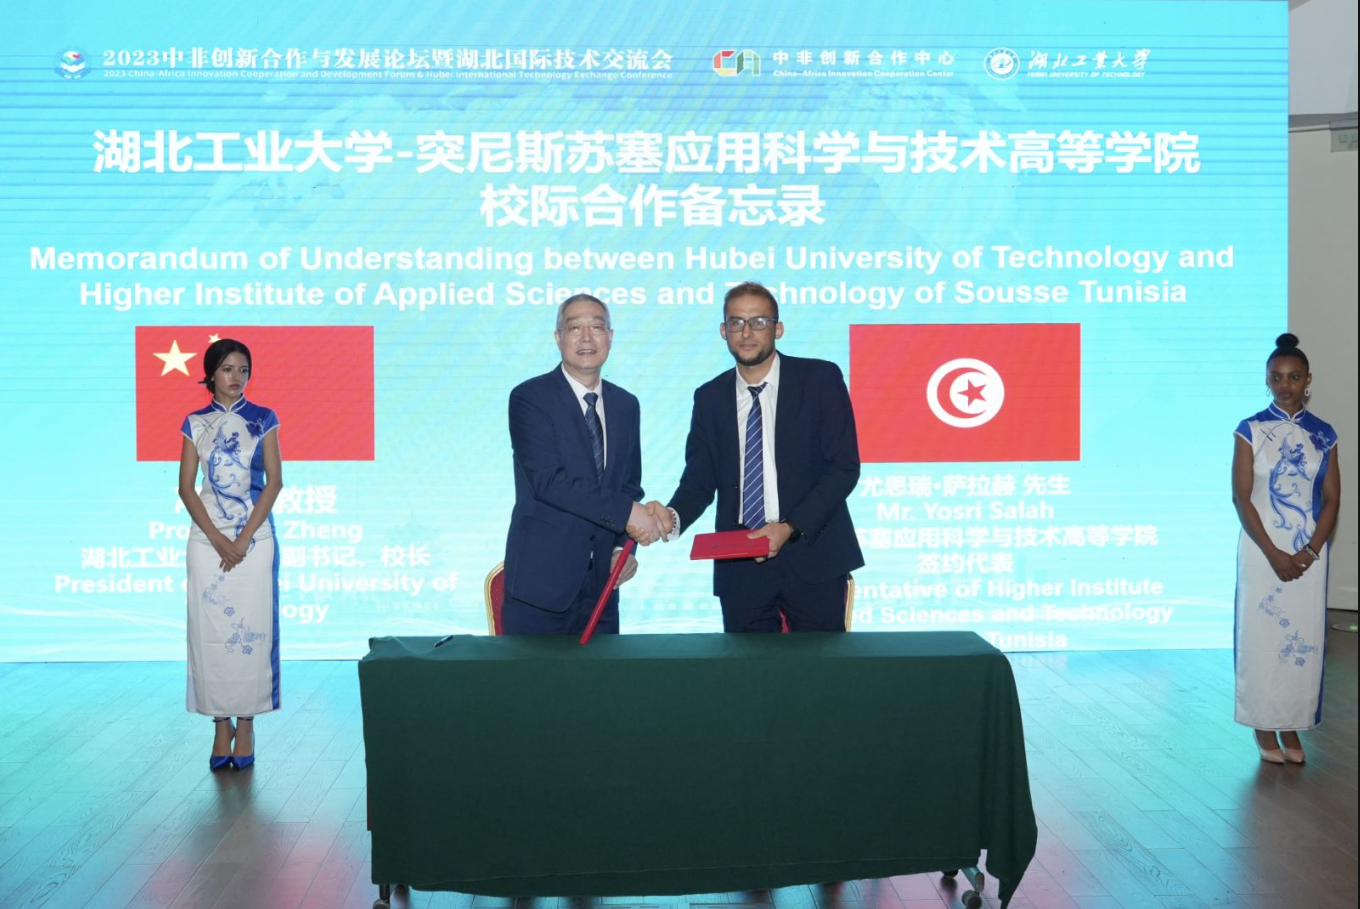 2023中非创新合作与发展论坛暨湖北国际技术交流会
2023 China-Africa Innovation Cooperation and Development Forum & Hubei International Technology Exchange Conference
中非创新合作中心
China-Africa Innovation Cooperation Center
湖北工业大学
HUBEI UNIVERSITY OF TECHNOLOGY
湖北工业大学-突尼斯苏塞应用科学与技术高等学院
校际合作备忘录
Memorandum of Understanding between Hubei University of Technology and
Higher Institute of Applied Sciences and hnology of Sousse Tunisia
教授
Pro Zheng
湖北工业 副书记、校长
President ei University of
ogy
尤思瑞·萨拉赫 先生
Mr. Yosri Salah
塞应用科学与技术高等学院
签约代表
entative of Higher Institute
ed Sciences and Technology
Tunisia